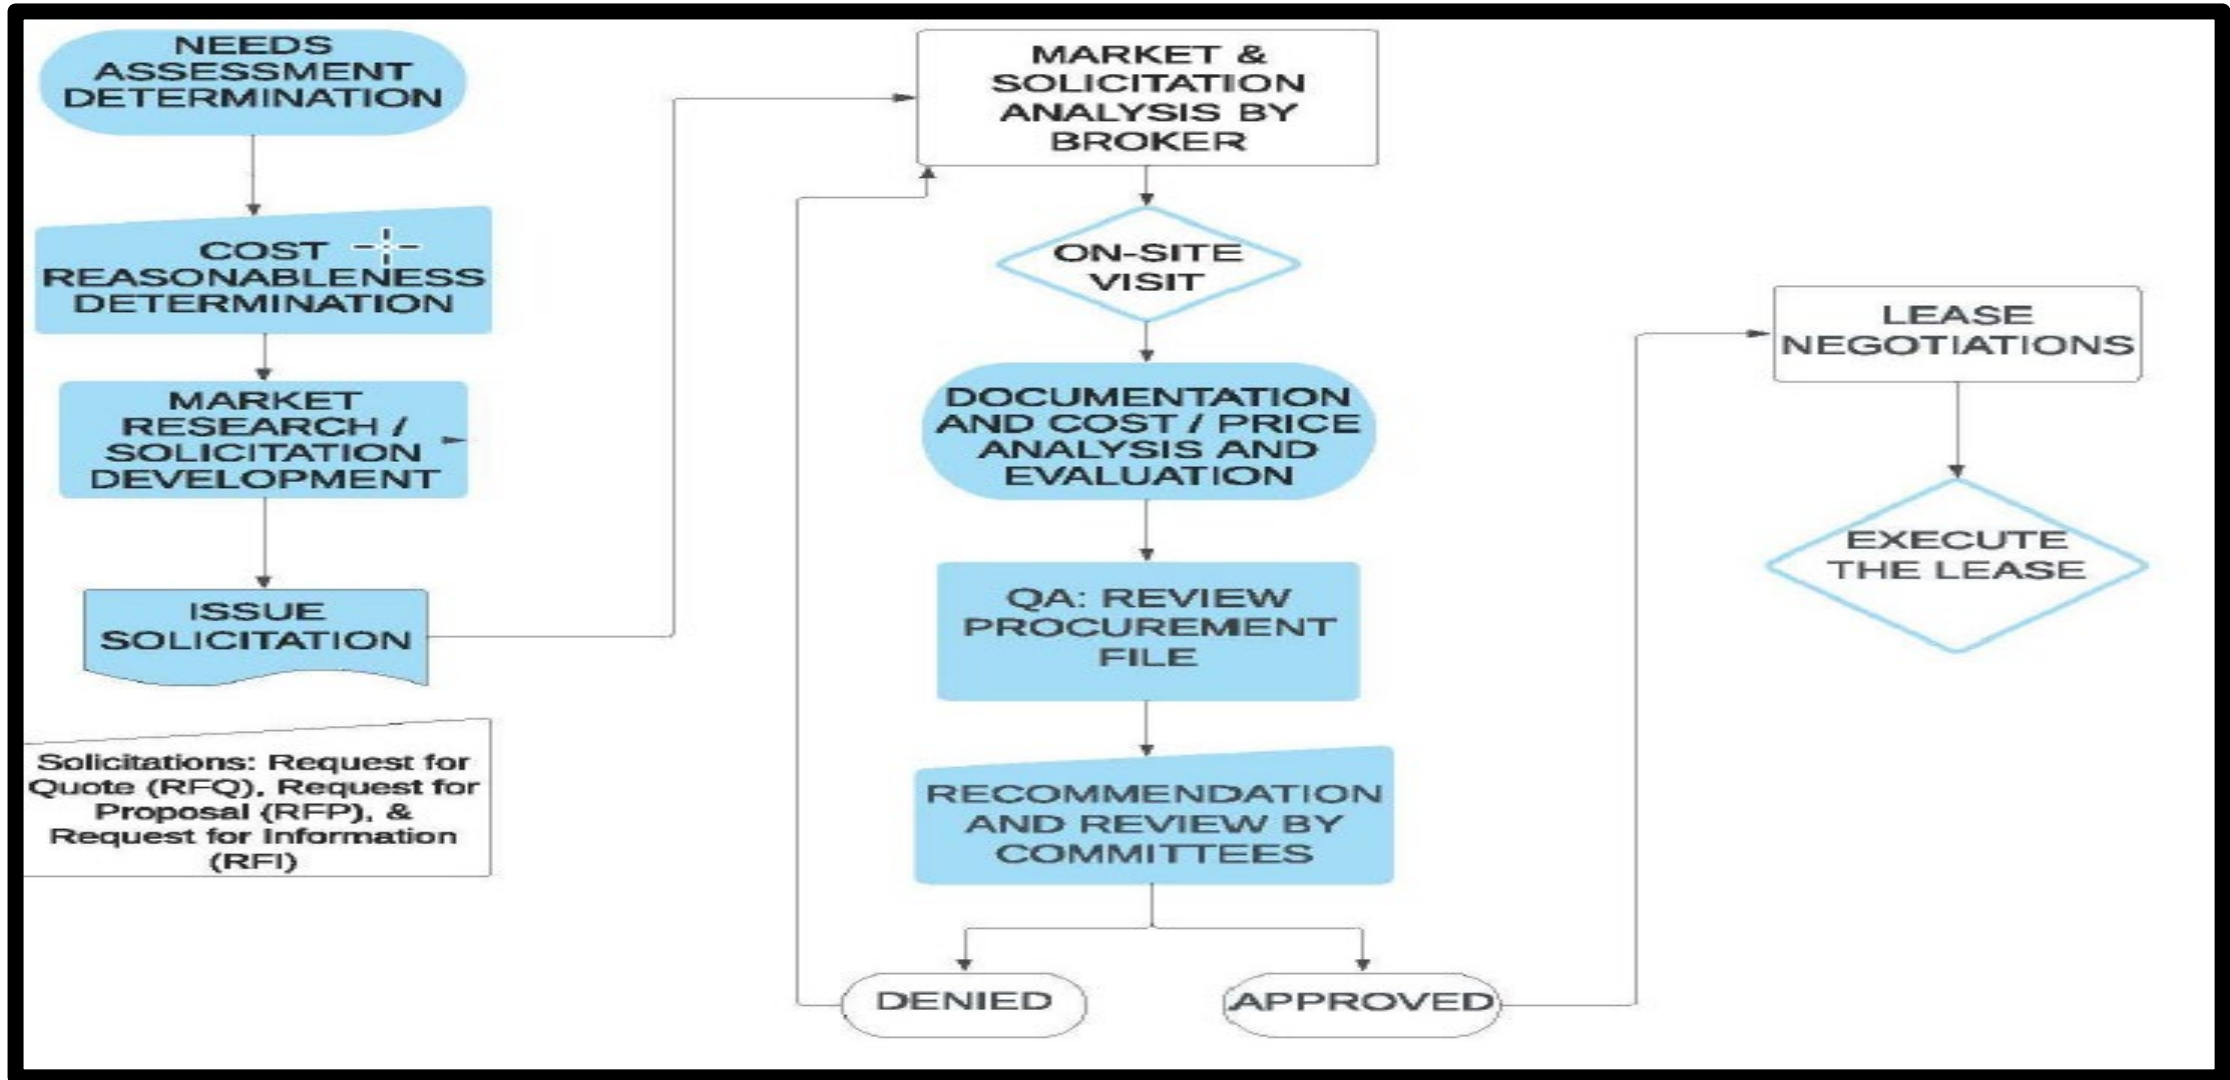 NEEDS
ASSESSMENT
DETERMINATION
COST
REASONABLENESS
DETERMINATION
MARKET
RESEARCH /
SOLICITATION
DEVELOPMENT
ISSUE
SOLICITATION
Solicitations: Request for
Quote (RFQ), Request for
Proposal (RFP), &
Request for Information
(RFI)
MARKET &
SOLICITATION
ANALYSIS BY
BROKER
ON-SITE
VISIT
DOCUMENTATION
AND COST / PRICE
ANALYSIS AND
EVALUATION
QA: REVIEW
PROCUREMENT
FILE
RECOMMENDATION
AND REVIEW BY
COMMITTEES
DENIED
APPROVED
LEASE
NEGOTIATIONS
EXECUTE
THE LEASE